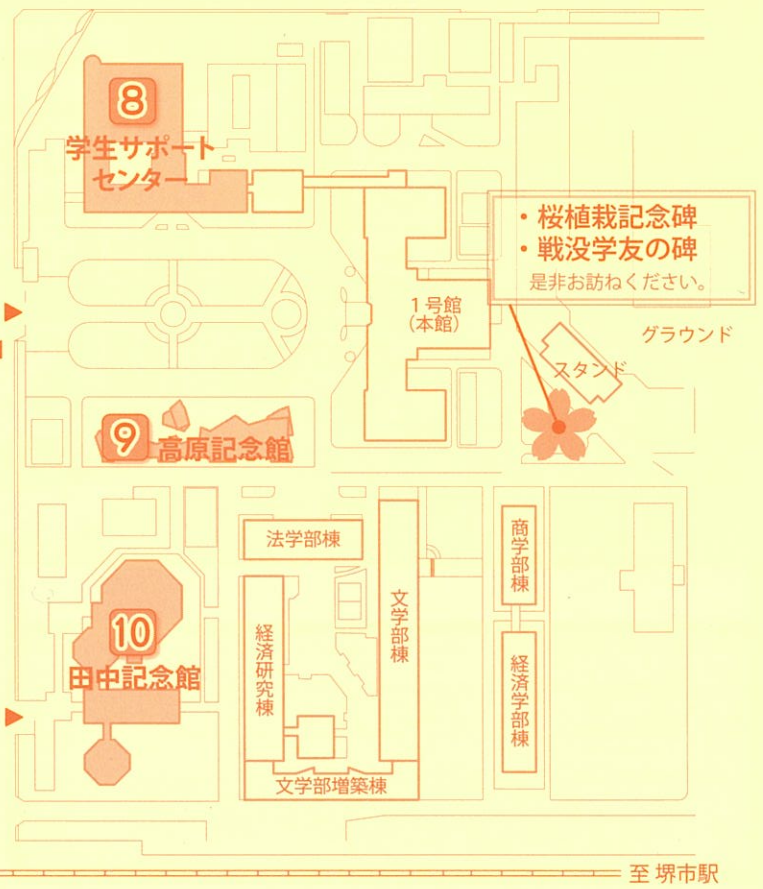 8
学生サポート
センター
・桜植栽記念碑
・戦没学友の碑
是非お訪ねください。
1号館
(本館)
グラウンド
スタンド
9
高原記念館
法学部棟
商学部棟
文学部棟
経済研究棟
10
田中記念館
経済学部棟
文学部増築棟
至 堺市駅